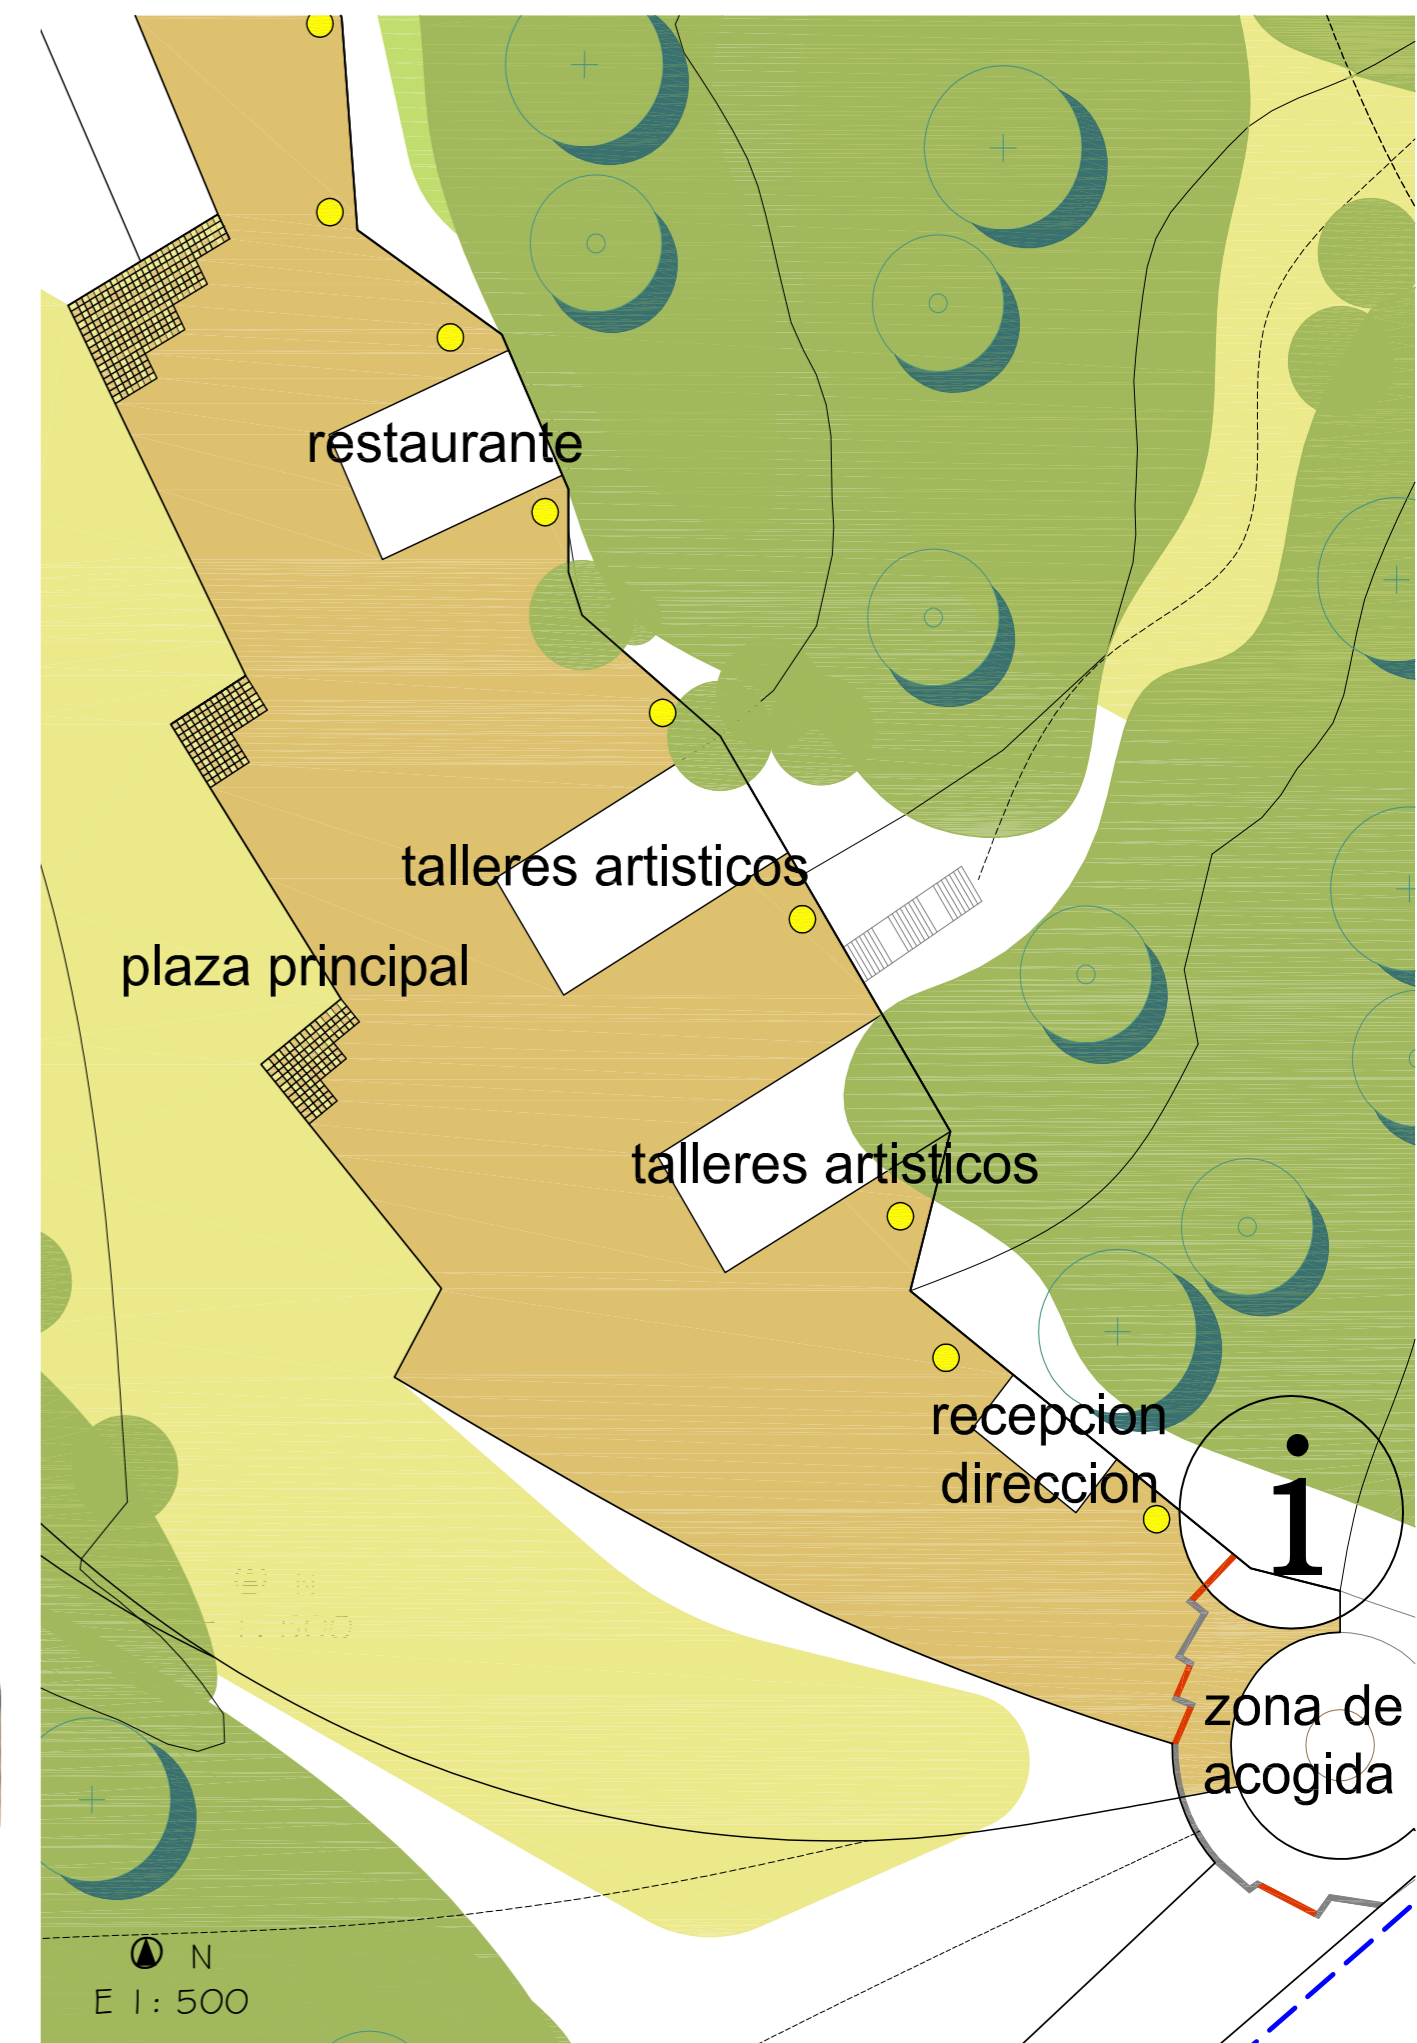 restaurante
talleres artisticos
plaza principal
talleres artisticos
recepcion
direccion
i
zona de
acogida
N
E 1: 500